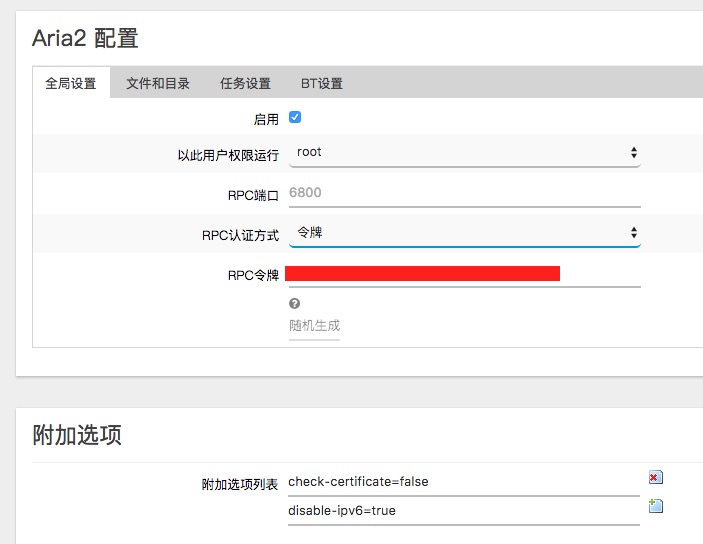 Aria2 配置
全局设置 文件和目录 任务设置 BT设置
启用
以此用户权限运行 root
RPC端口 6800
RPC认证方式 令牌
RPC令牌
?
随机生成
附加选项
附加选项列表 check-certificate=false
disable-ipv6=true